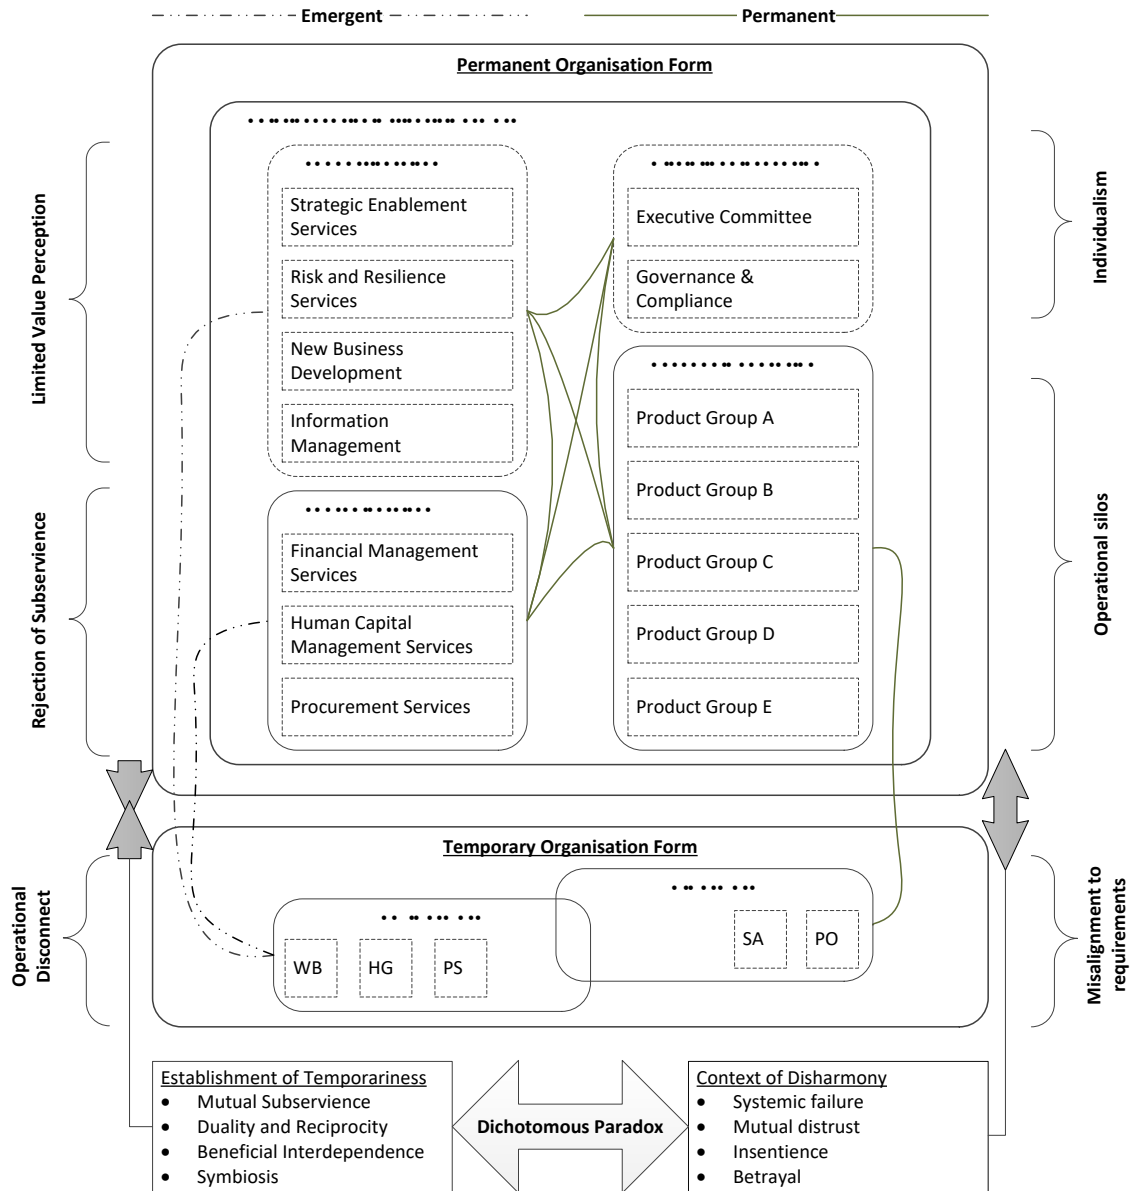 Emergent
Permanent
Permanent Organisation Form
Limited Value Perception
Rejection of Subservience
Strategic Enablement
Services
Risk and Resilience
Services
New Business
Development
Information
Management
Financial Management
Services
Human Capital
Management Services
Procurement Services
Executive Committee
Governance &
Compliance
Product Group A
Product Group B
Product Group C
Product Group D
Product Group E
Individualism
Operational silos
Temporary Organisation Form
Operational
Disconnect
WB
HG
PS
SA
PO
Misalignment to
requirements
Establishment of Temporariness
• Mutual Subservience
• Duality and Reciprocity
• Beneficial Interdependence
• Symbiosis
Dichotomous Paradox
Context of Disharmony
• Systemic failure
• Mutual distrust
• Insentience
• Betrayal